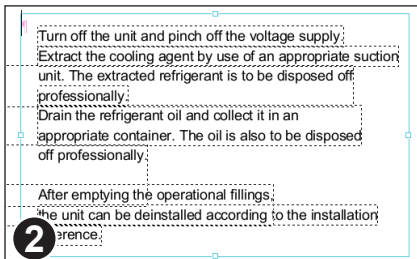 Turn off the unit and pinch off the voltage supply.
Extract the cooling agent by use of an appropriate suction
unit. The extracted refrigerant is to be disposed off
professionally.
Drain the refrigerant oil and collect it in an
appropriate container. The oil is also to be disposed
off professionally.
After emptying the operational fillings,
the unit can be deinstalled according to the installation
2